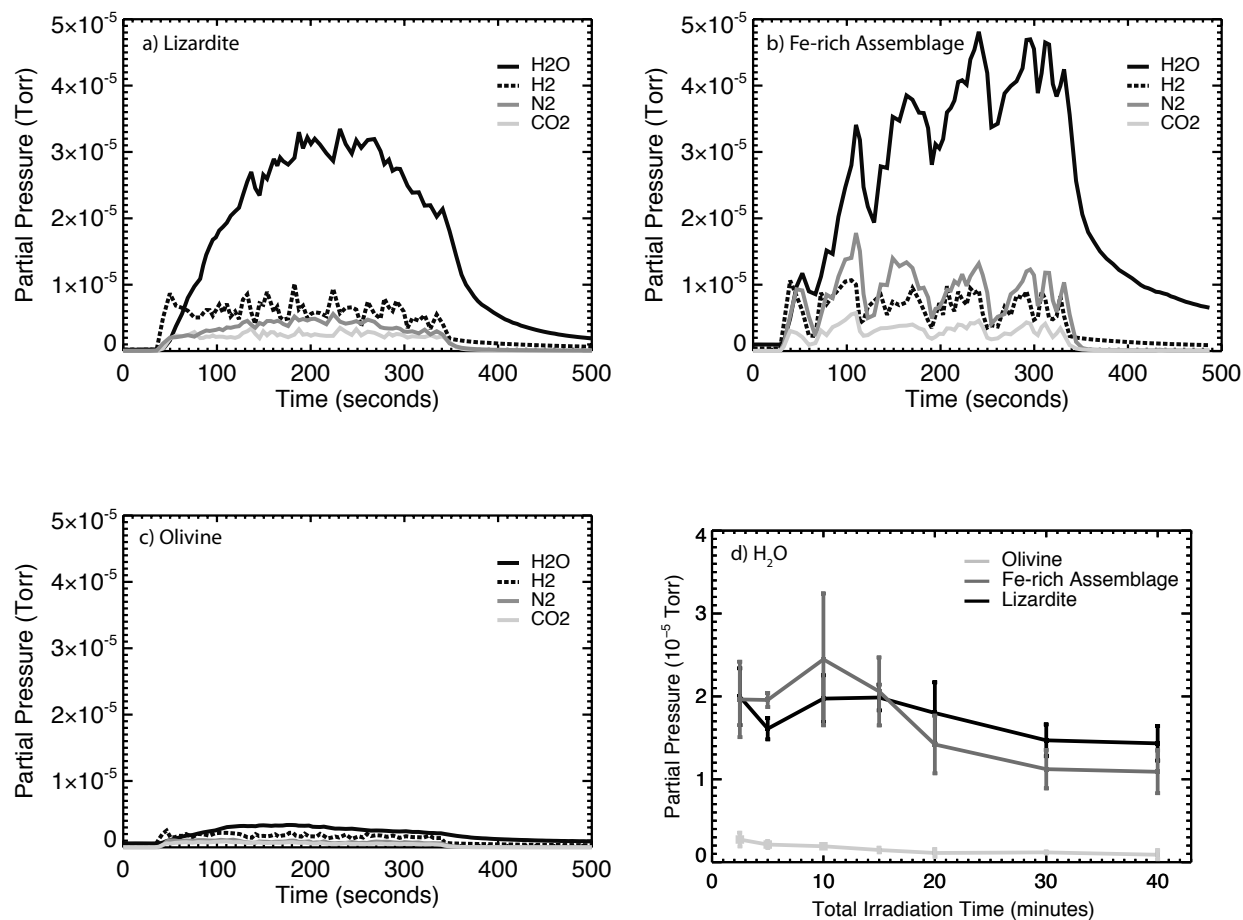 a) Lizardite
H2O
H2
N2
CO2
5×10⁻⁵
4×10⁻⁵
3×10⁻⁵
2×10⁻⁵
1×10⁻⁵
0
Partial Pressure (Torr)
0 100 200 300 400 500
Time (seconds)
b) Fe-rich Assemblage
H2O
H2
N2
CO2
5×10⁻⁵
4×10⁻⁵
3×10⁻⁵
2×10⁻⁵
1×10⁻⁵
0
Partial Pressure (Torr)
0 100 200 300 400 500
Time (seconds)
c) Olivine
H2O
H2
N2
CO2
5×10⁻⁵
4×10⁻⁵
3×10⁻⁵
2×10⁻⁵
1×10⁻⁵
0
Partial Pressure (Torr)
0 100 200 300 400 500
Time (seconds)
d) H₂O
Olivine
Fe-rich Assemblage
Lizardite
4
3
2
1
0
Partial Pressure (10⁻⁵ Torr)
0 10 20 30 40
Total Irradiation Time (minutes)